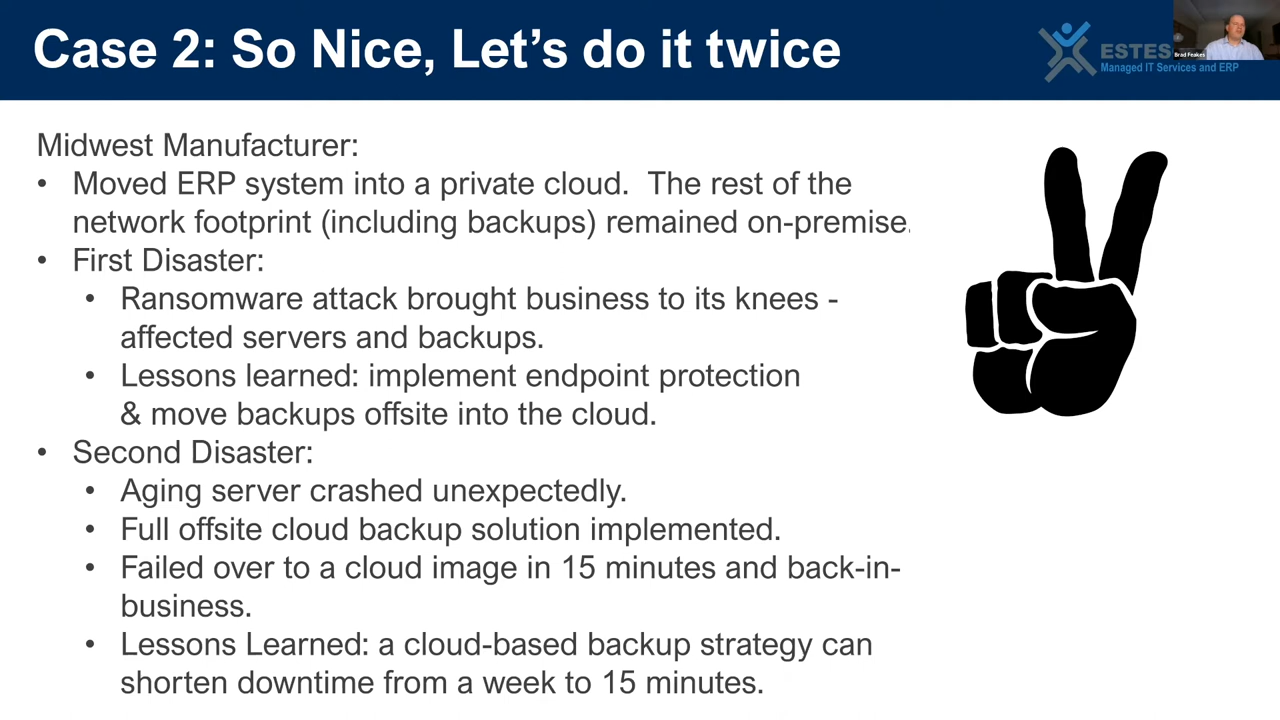 Case 2: So Nice, Let's do it twice
ESTES
Managed IT Services and ERP
Brad Feakes
Midwest Manufacturer:
• Moved ERP system into a private cloud.  The rest of the
network footprint (including backups) remained on-premise.
• First Disaster:
• Ransomware attack brought business to its knees -
affected servers and backups.
• Lessons learned: implement endpoint protection
& move backups offsite into the cloud.
• Second Disaster:
• Aging server crashed unexpectedly.
• Full offsite cloud backup solution implemented.
• Failed over to a cloud image in 15 minutes and back-in-
business.
• Lessons Learned: a cloud-based backup strategy can
shorten downtime from a week to 15 minutes.